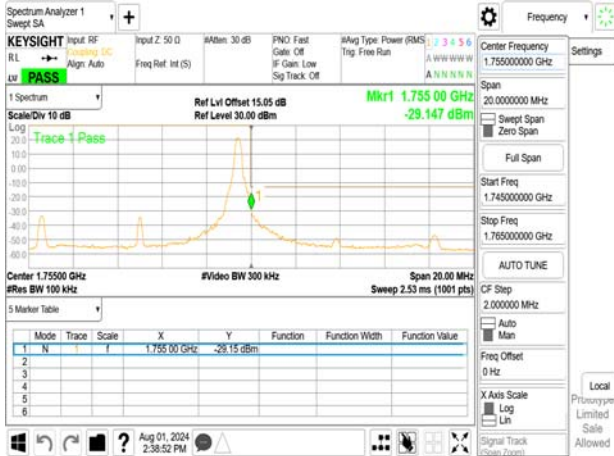 Spectrum Analyzer 1
Swept SA
Frequency
KEYSIGHT
RL
LU
PASS
Input: RF
Coupling: DC
Align: Auto
Input Z: 50 Ω
Freq Ref: Int (S)
#Atten: 30 dB
PNO: Fast
Gate: Off
IF Gain: Low
Sig Track: Off
#Avg Type: Power (RMS
Trig: Free Run
1 2 3 4 5 6
A W W W W W
A N N N N N
1 Spectrum
Scale/Div 10 dB
Ref Lvl Offset 15.05 dB
Ref Level 30.00 dBm
Mkr1 1.755 00 GHz
-29.147 dBm
Log
Trace 1 Pass
20.0
10.0
0.00
-10.0
-20.0
-30.0
-40.0
-50.0
-60.0
1
Center 1.75500 GHz
#Res BW 100 kHz
#Video BW 300 kHz
Span 20.00 MHz
Sweep 2.53 ms (1001 pts)
5 Marker Table
Mode Trace Scale X Y Function Function Width Function Value
1 N 1 f 1.755 00 GHz -29.15 dBm
2
3
4
5
6
Aug 01, 2024
2:38:52 PM
Center Frequency
1.755000000 GHz
Span
20.0000000 MHz
Swept Span
Zero Span
Full Span
Start Freq
1.745000000 GHz
Stop Freq
1.765000000 GHz
AUTO TUNE
CF Step
2.000000 MHz
Auto
Man
Freq Offset
0 Hz
X Axis Scale
Log
Lin
Signal Track
(Span Zoom)
Settings
Local
Prototype
Limited
Sale
Allowed